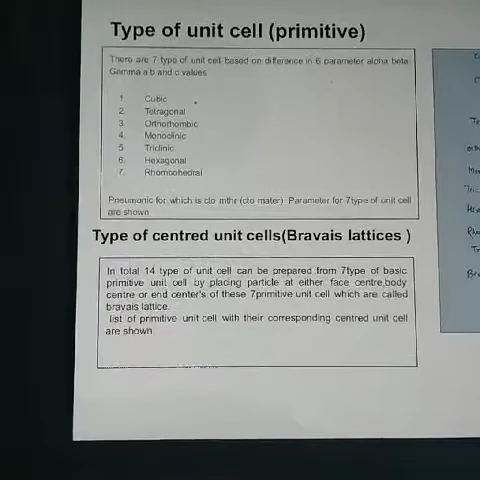 Type of unit cell (primitive)
There are 7 type of unit cell based on difference in 6 parameter alpha beta
Gamma a b and c values
1. Cubic
2. Tetragonal
3. Orthorhombic
4. Monoclinic
5 Triclinic
6. Hexagonal
7. Rhombohedral
Pneumonic for which is cto mthr (cto mater) Parameter for 7type of unit cell
are shown
Type of centred unit cells(Bravais lattices )
In total 14 type of unit cell can be prepared from 7type of basic
primitive unit cell by placing particle at either face centre,body
centre or end center's of these 7primitive unit cell which are called
bravais lattice.
list of primitive unit cell with their corresponding centred unit cell
are shown